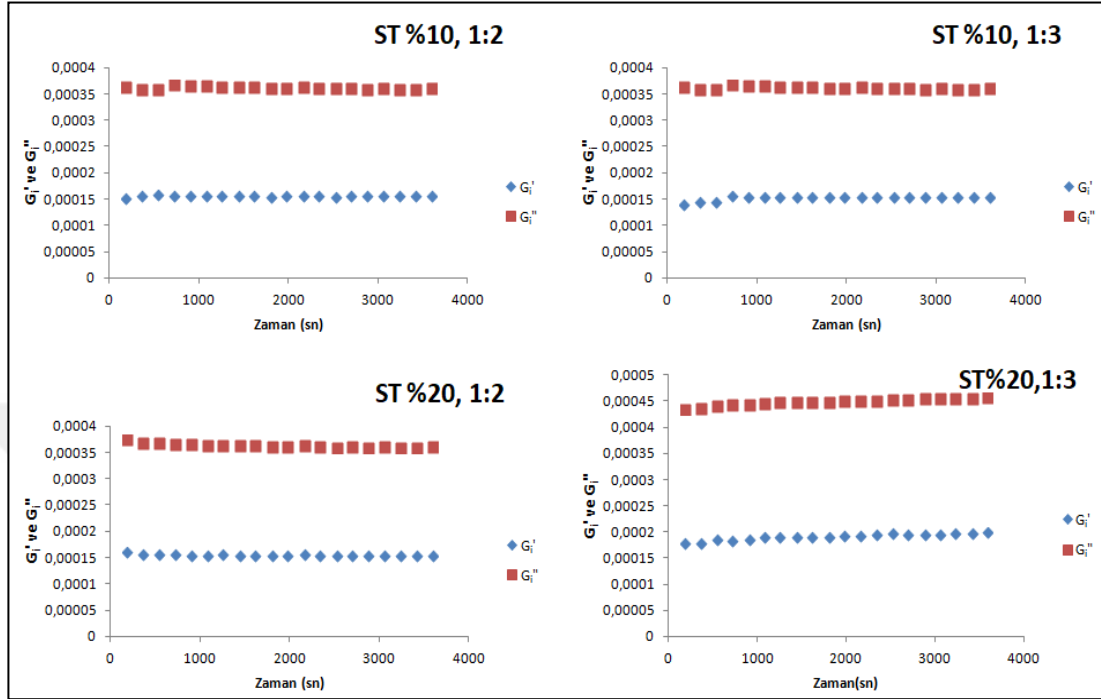 ST %10, 1:2
0,0004
0,00035
0,0003
0,00025
0,0002
0,00015
0,0001
0,00005
0
Gᵢ' ve Gᵢ''
0 1000 2000 3000 4000
Zaman (sn)
Gᵢ'
Gᵢ''
ST %10, 1:3
0,0004
0,00035
0,0003
0,00025
0,0002
0,00015
0,0001
0,00005
0
Gᵢ' ve Gᵢ''
0 1000 2000 3000 4000
Zaman (sn)
Gᵢ'
Gᵢ''
ST %20, 1:2
0,0004
0,00035
0,0003
0,00025
0,0002
0,00015
0,0001
0,00005
0
Gᵢ' ve Gᵢ''
0 1000 2000 3000 4000
Zaman (sn)
Gᵢ'
Gᵢ''
ST%20,1:3
0,0005
0,00045
0,0004
0,00035
0,0003
0,00025
0,0002
0,00015
0,0001
0,00005
0
Gᵢ' ve Gᵢ''
0 1000 2000 3000 4000
Zaman(sn)
Gᵢ'
Gᵢ''